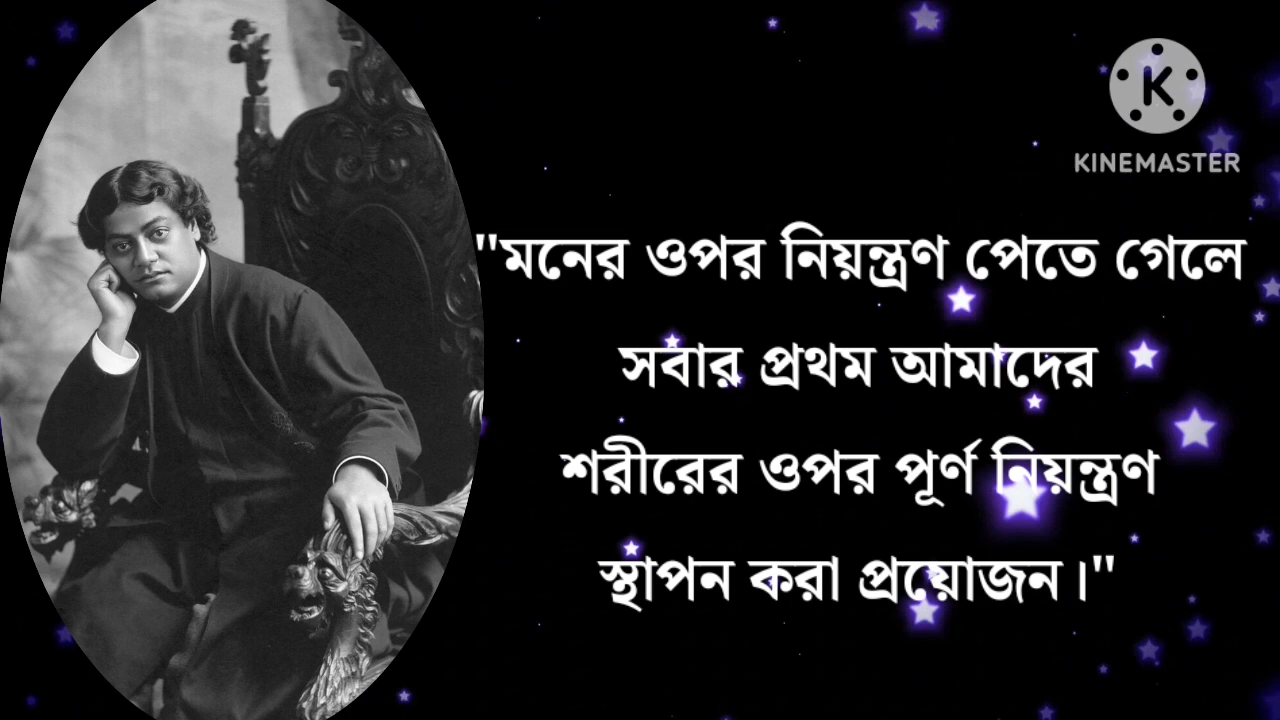 KINEMASTER
"মনের ওপর নিয়ন্ত্রণ পেতে গেলে
সবার প্রথম আমাদের
শরীরের ওপর পূর্ণ নিয়ন্ত্রণ
স্থাপন করা প্রয়োজন।"